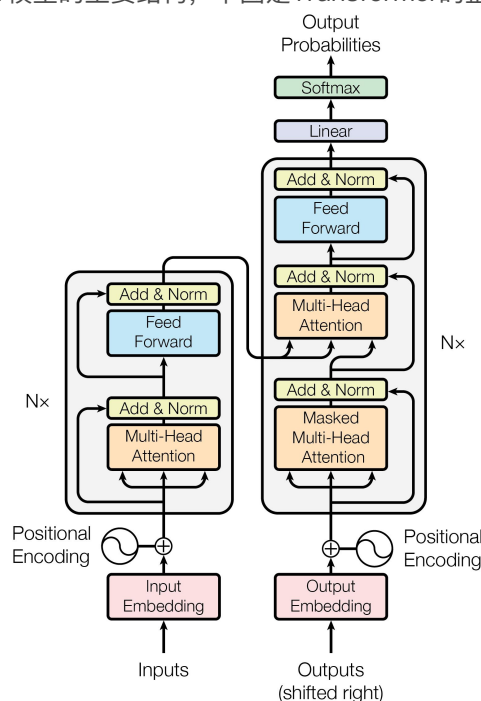 Output
Probabilities
Softmax
Linear
Add & Norm
Feed
Forward
Add & Norm
Multi-Head
Attention
Add & Norm
Masked
Multi-Head
Attention
N×
Add & Norm
Feed
Forward
Add & Norm
Multi-Head
Attention
N×
Positional
Encoding
Positional
Encoding
Input
Embedding
Output
Embedding
Inputs
Outputs
(shifted right)